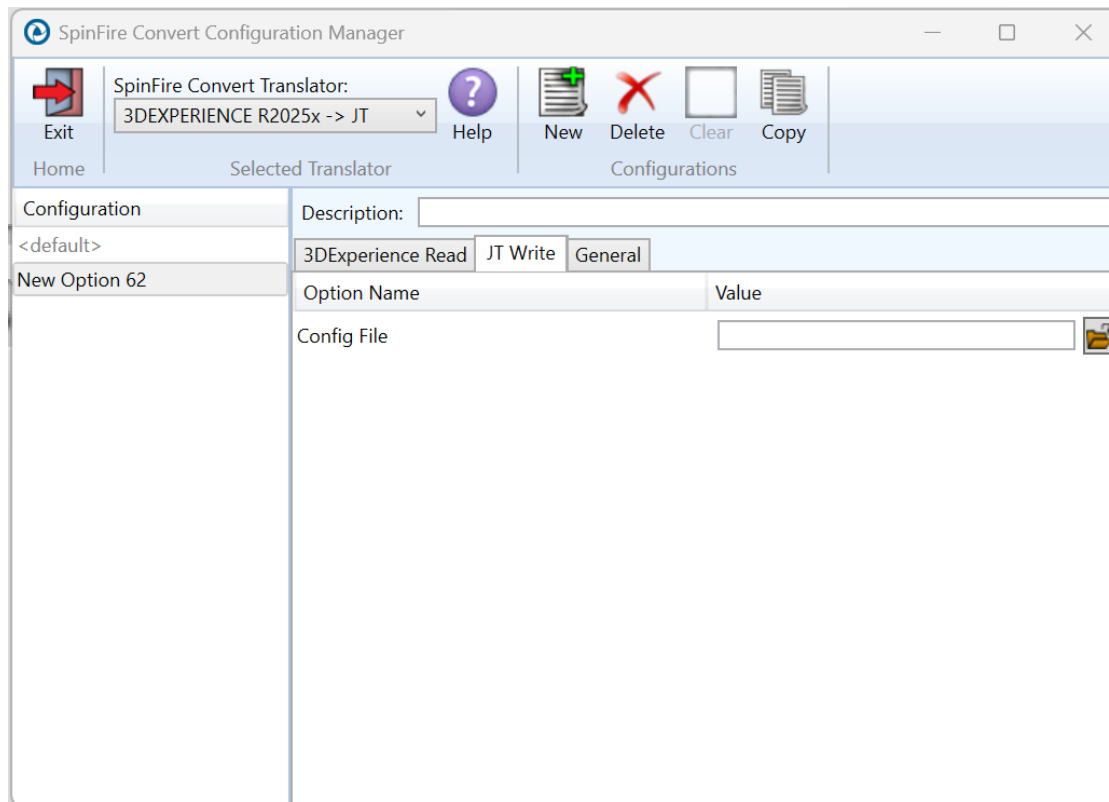 SpinFire Convert Configuration Manager
SpinFire Convert Translator:
3DEXPERIENCE R2025x -> JT
Exit
Help
New
Delete
Clear
Copy
Home
Selected Translator
Configurations
Configuration
Description:
<default>
3DExperience Read
JT Write
General
New Option 62
Option Name
Value
Config File